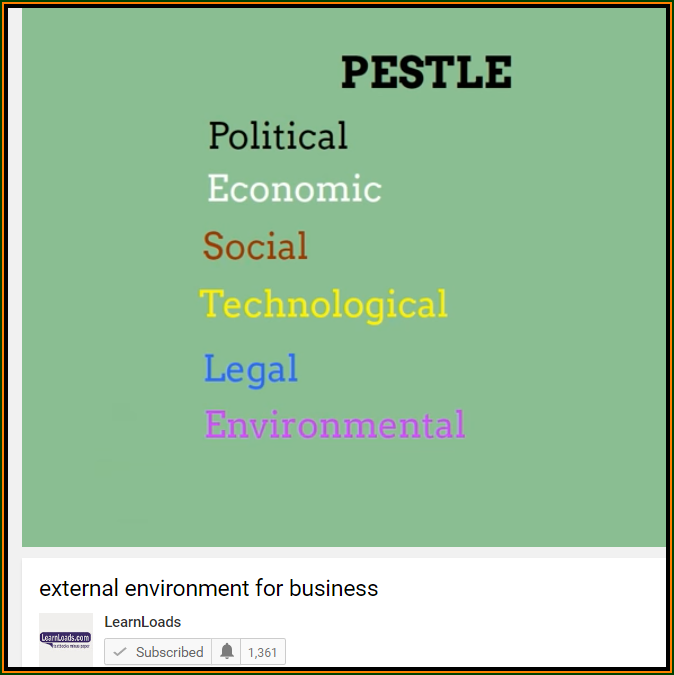 PESTLE
Political
Economic
Social
Technological
Legal
Environmental
external environment for business
LearnLoads
LearnLoads.com
Subscribed 1,361